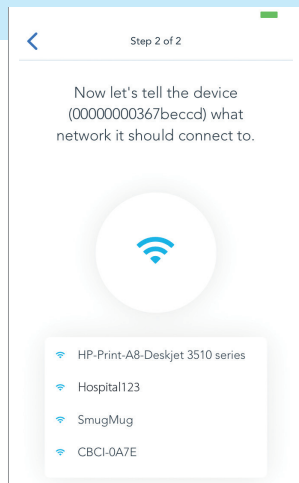 Step 2 of 2
Now let's tell the device
(00000000367beccd) what
network it should connect to.
HP-Print-A8-Deskjet 3510 series
Hospital123
SmugMug
CBCI-0A7E